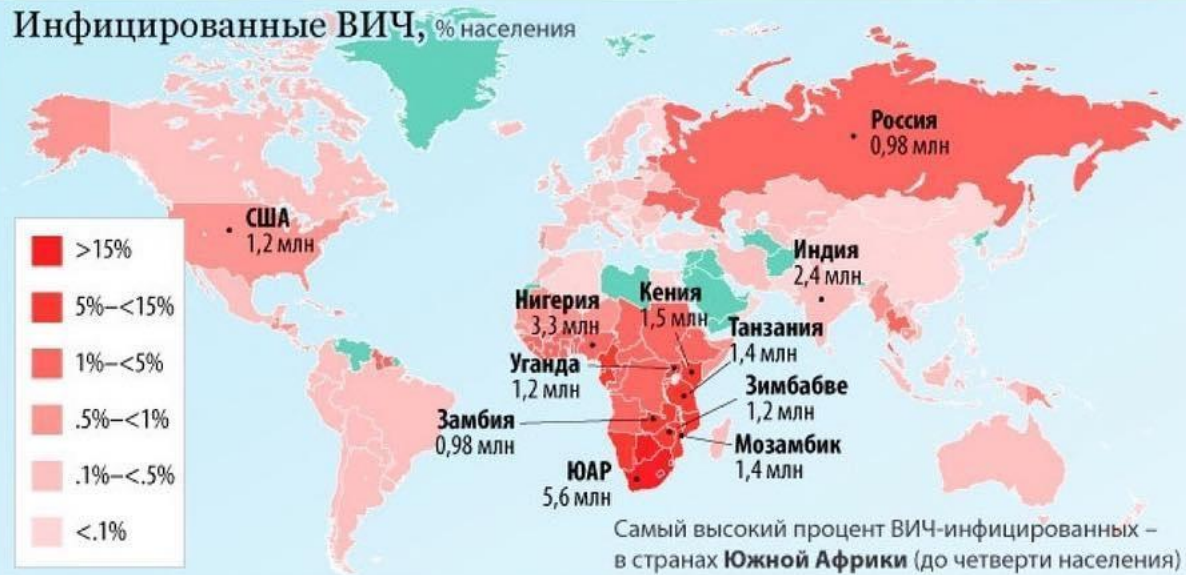 Инфицированные ВИЧ, % населения
Россия
0,98 млн
США
1,2 млн
>15%
5%–<15%
1%–<5%
.5%–<1%
.1%–<.5%
<.1%
Индия
2,4 млн
Нигерия
3,3 млн
Кения
1,5 млн
Танзания
1,4 млн
Уганда
1,2 млн
Зимбабве
1,2 млн
Замбия
0,98 млн
Мозамбик
1,4 млн
ЮАР
5,6 млн
Самый высокий процент ВИЧ-инфицированных –
в странах Южной Африки (до четверти населения)